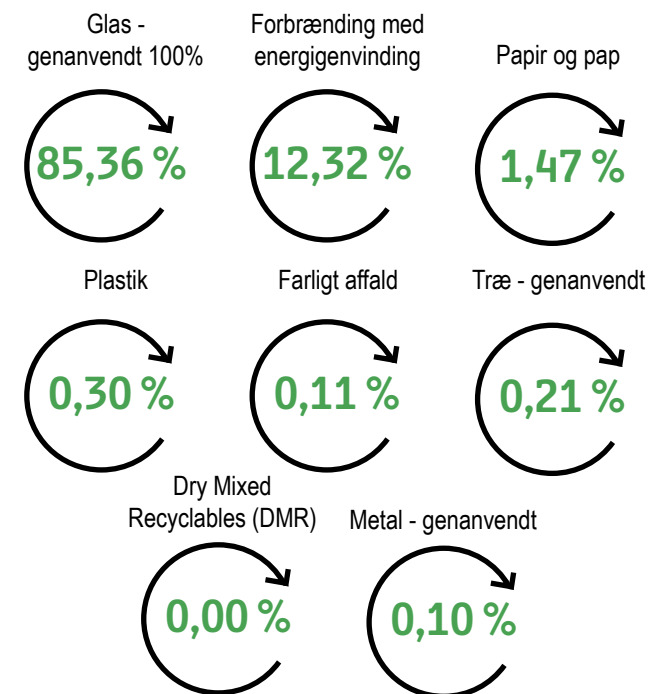 Glas -
genanvendt 100%
85,36 %
Forbrænding med
energigenvinding
12,32 %
Papir og pap
1,47 %
Plastik
0,30 %
Farligt affald
0,11 %
Træ - genanvendt
0,21 %
Dry Mixed
Recyclables (DMR)
0,00 %
Metal - genanvendt
0,10 %